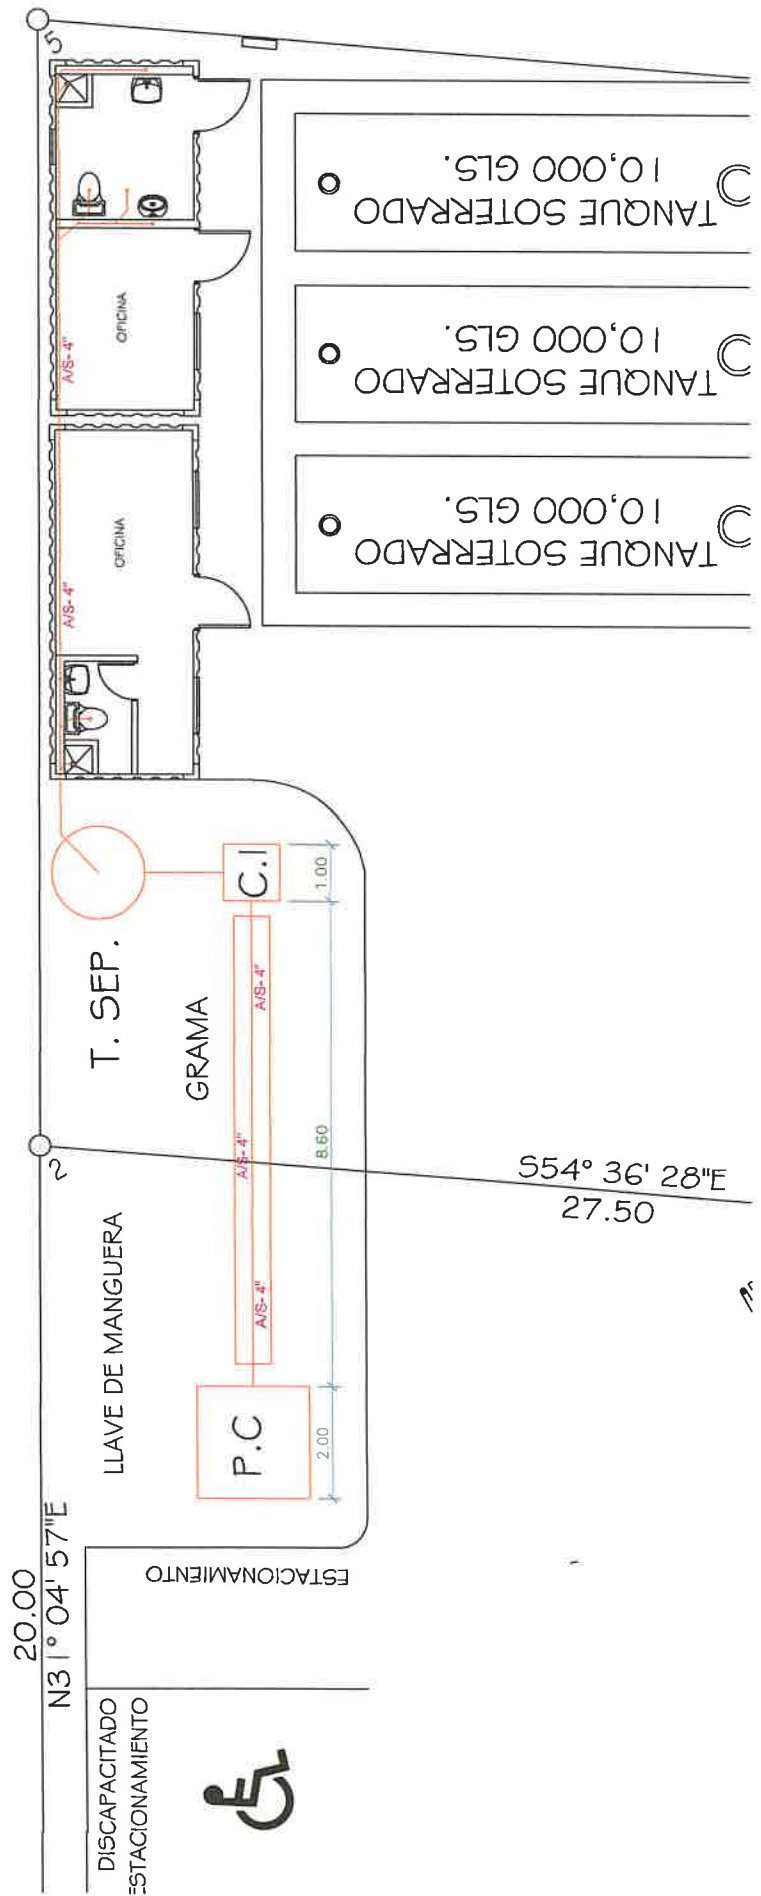 5
TANQUE SOTERRADO
10,000 GLS.
A/S- 4"
OFICINA
TANQUE SOTERRADO
10,000 GLS.
TANQUE SOTERRADO
10,000 GLS.
A/S- 4"
OFICINA
C.I
1.00
T. SEP.
GRAMA
A/S- 4"
A/S- 4"
A/S- 4"
8.60
2
S54° 36' 28"E
27.50
LLAVE DE MANGUERA
P.C
2.00
20.00
N31° 04' 57"E
ESTACIONAMIENTO
DISCAPACITADO
ESTACIONAMIENTO